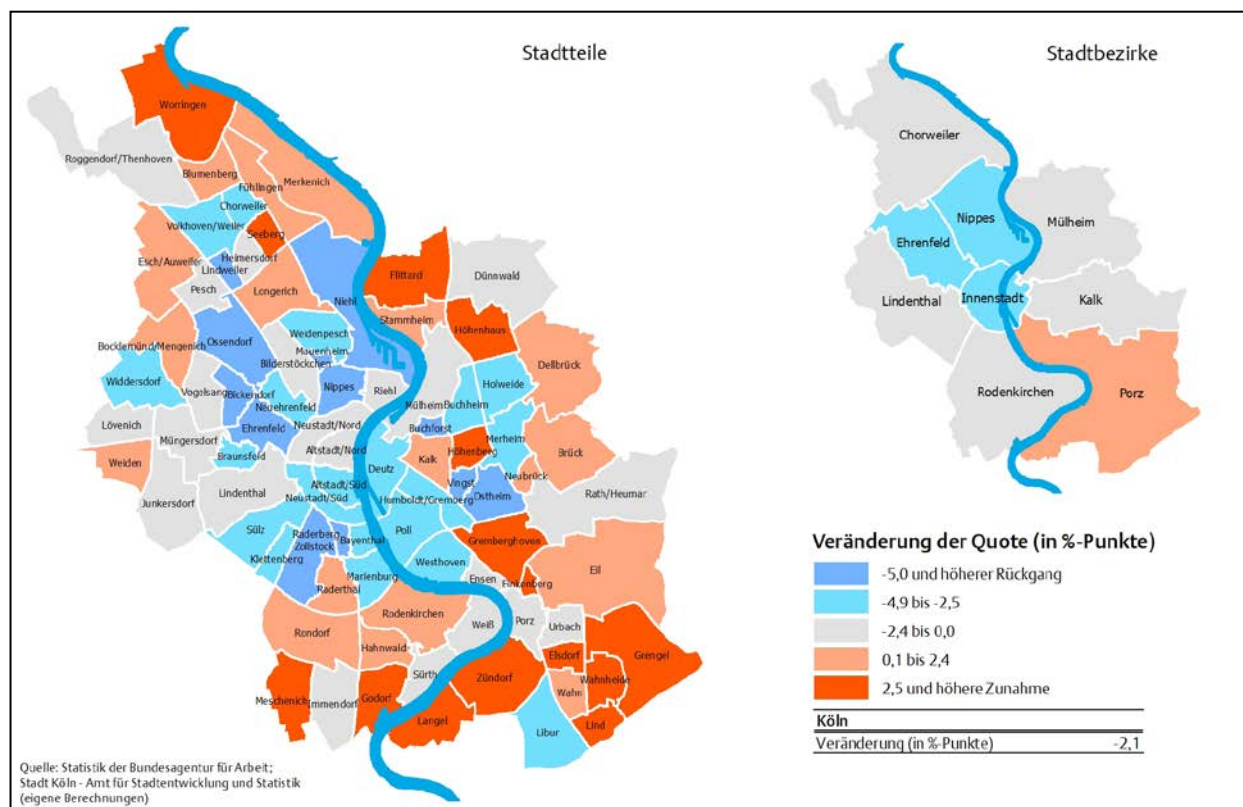 Stadtteile
Stadtbezirke
Worringen
Roggendorf/Thenhoven
Blumenberg
Fühlingen
Merkenich
Chorweiler
Volkhoven/Weiler
Seeberg
Heimersdorf
Esch/Auweiler
Lindweiler
Pesch
Longerich
Niehl
Flittard
Dünnwald
Stammheim
Höhenhaus
Weidenpesch
Ossendorf
Mauenheim
Bocklemünd/Mengenich
Bilderstöckchen
Dellbrück
Widdersdorf
Nippes
Riehl
Holweide
Vogelsang
Bickendorf
Neuehrenfeld
Mülheim
Buchheim
Lövenich
Ehrenfeld
Neustadt/Nord
Buchforst
Müngersdorf
Merheim
Braunsfeld
Altstadt/Nord
Deutz
Kalk
Höhenberg
Brück
Weiden
Neubrück
Vingst
Ostheim
Rath/Heumar
Junkersdorf
Lindenthal
Altstadt/Süd
Neustadt/Süd
Humboldt/Gremberg
Sülz
Raderberg
Zollstock
Bayenthal
Poll
Gremberghoven
Klettenberg
Westhoven
Marienburg
Raderthal
Ensen
Finkenberg
Eil
Rodenkirchen
Rondorf
Weiß
Porz
Urbach
Hahnwald
Elsdorf
Grengel
Sürth
Zündorf
Wahnheide
Meschenich
Immendorf
Godorf
Wahn
Langel
Libur
Lind
Chorweiler
Nippes
Mülheim
Ehrenfeld
Lindenthal
Innenstadt
Kalk
Rodenkirchen
Porz
Veränderung der Quote (in %-Punkte)
-5,0 und höherer Rückgang
-4,9 bis -2,5
-2,4 bis 0,0
0,1 bis 2,4
2,5 und höhere Zunahme
Köln
Veränderung (in %-Punkte) -2,1
Quelle: Statistik der Bundesagentur für Arbeit;
Stadt Köln - Amt für Stadtentwicklung und Statistik
(eigene Berechnungen)